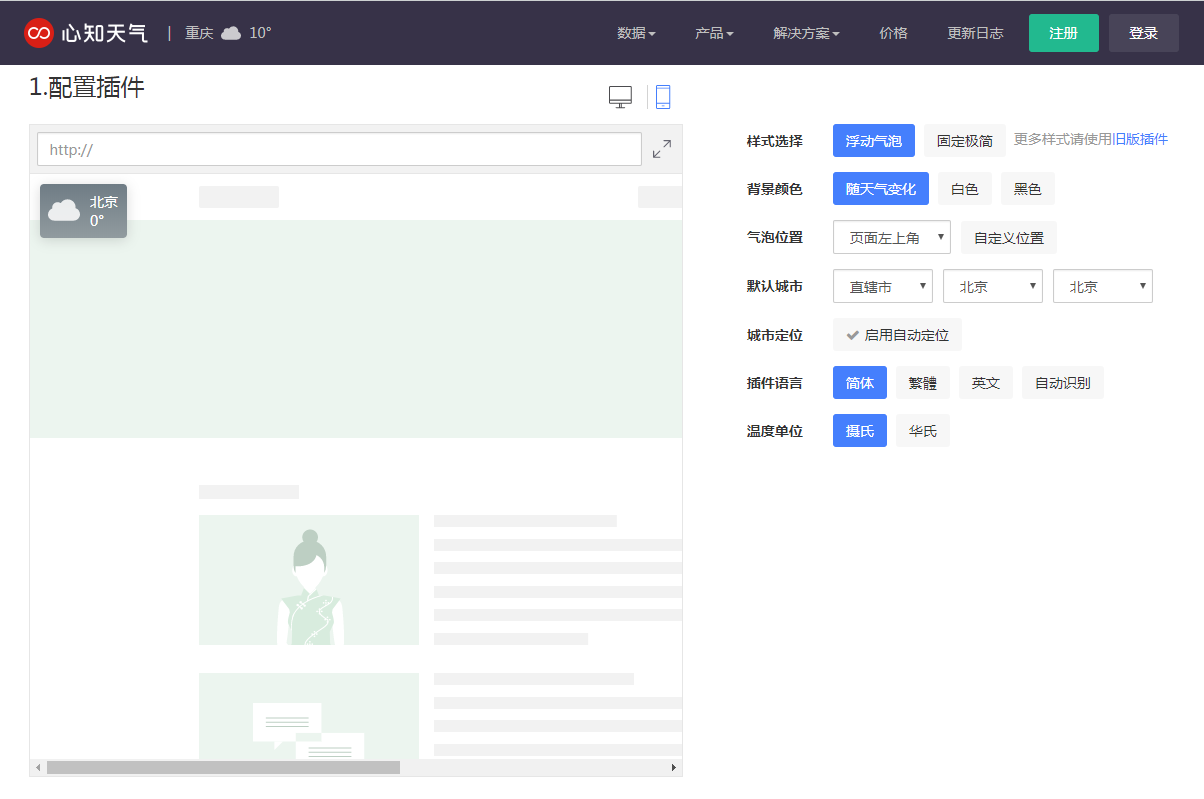 心知天气 | 重庆 10° 数据 产品 解决方案 价格 更新日志 注册 登录
1.配置插件
http://
北京
0°
样式选择 浮动气泡 固定极简 更多样式请使用旧版插件
背景颜色 随天气变化 白色 黑色
气泡位置 页面左上角 自定义位置
默认城市 直辖市 北京 北京
城市定位 启用自动定位
插件语言 简体 繁體 英文 自动识别
温度单位 摄氏 华氏